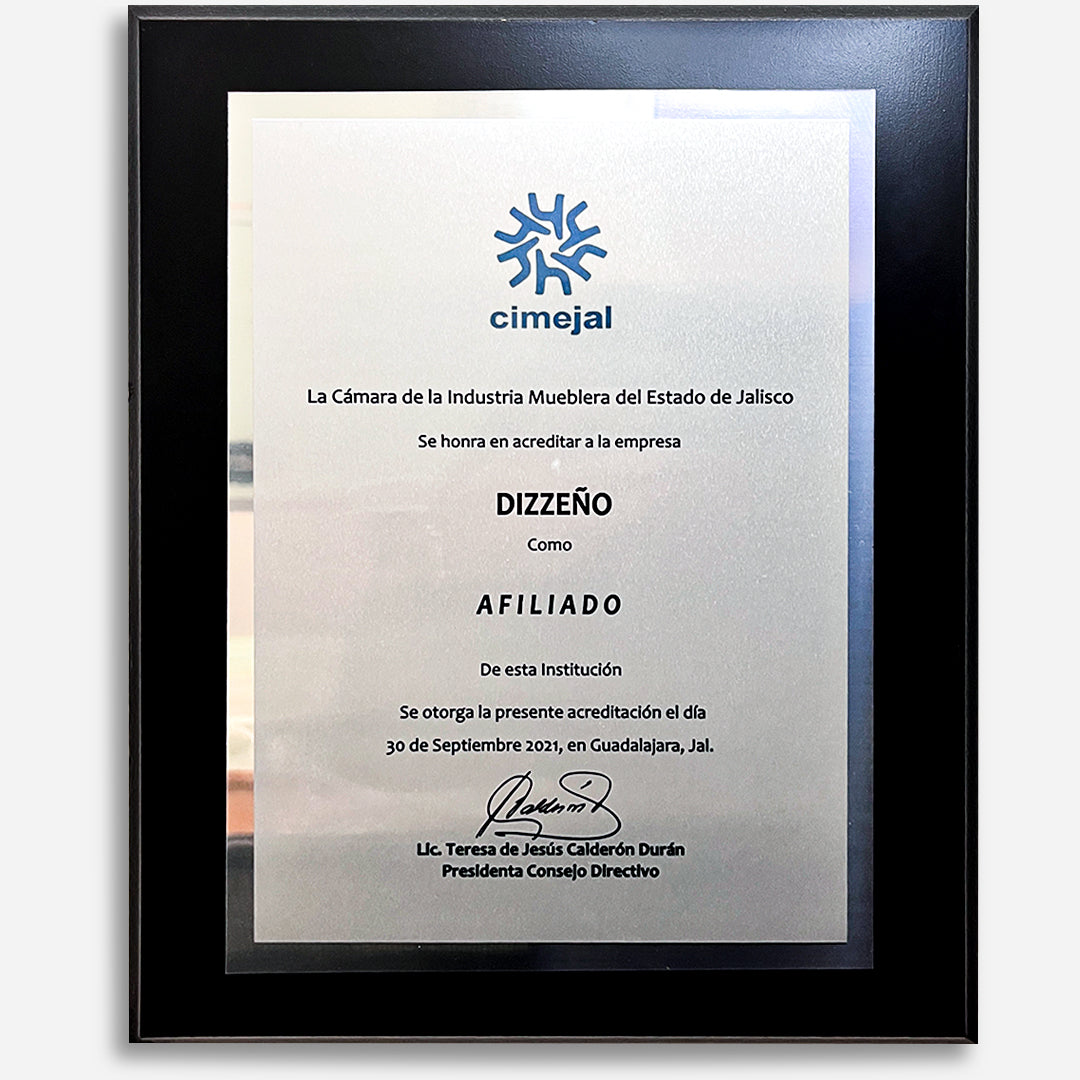 cimejal
La Cámara de la Industria Mueblera del Estado de Jalisco
Se honra en acreditar a la empresa
DIZZEÑO
Como
AFILIADO
De esta Institución
Se otorga la presente acreditación el día
30 de Septiembre 2021, en Guadalajara, Jal.
Lic. Teresa de Jesús Calderón Durán
Presidenta Consejo Directivo